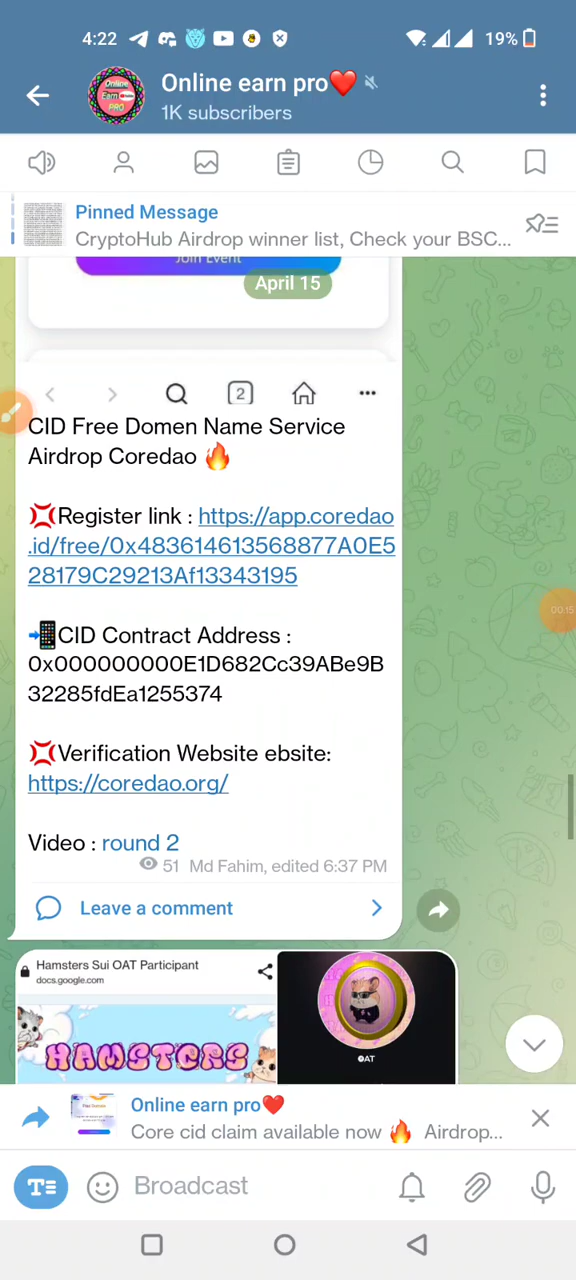 4:22
19%
Online earn pro❤️
1K subscribers
Pinned Message
CryptoHub Airdrop winner list, Check your BSC...
Join Event
April 15
2
CID Free Domen Name Service
Airdrop Coredao 🔥
💢Register link : https://app.coredao
.id/free/0x483614613568877A0E5
28179C29213Af13343195
📲CID Contract Address :
0x000000000E1D682Cc39ABe9B
32285fdEa1255374
💢Verification Website ebsite:
https://coredao.org/
Video : round 2
51 Md Fahim, edited 6:37 PM
Leave a comment
00:15
Hamsters Sui OAT Participant
docs.google.com
HAMSTERS
OAT
Online earn pro❤️
Core cid claim available now 🔥 Airdrop...
Broadcast